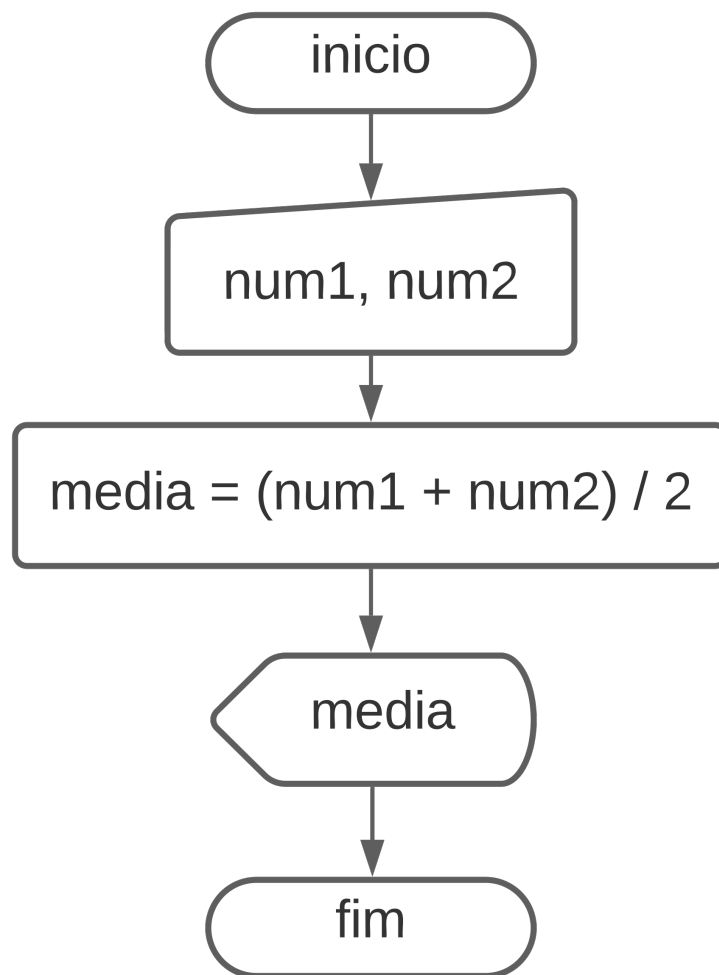 inicio
num1, num2
media = (num1 + num2) / 2
media
fim